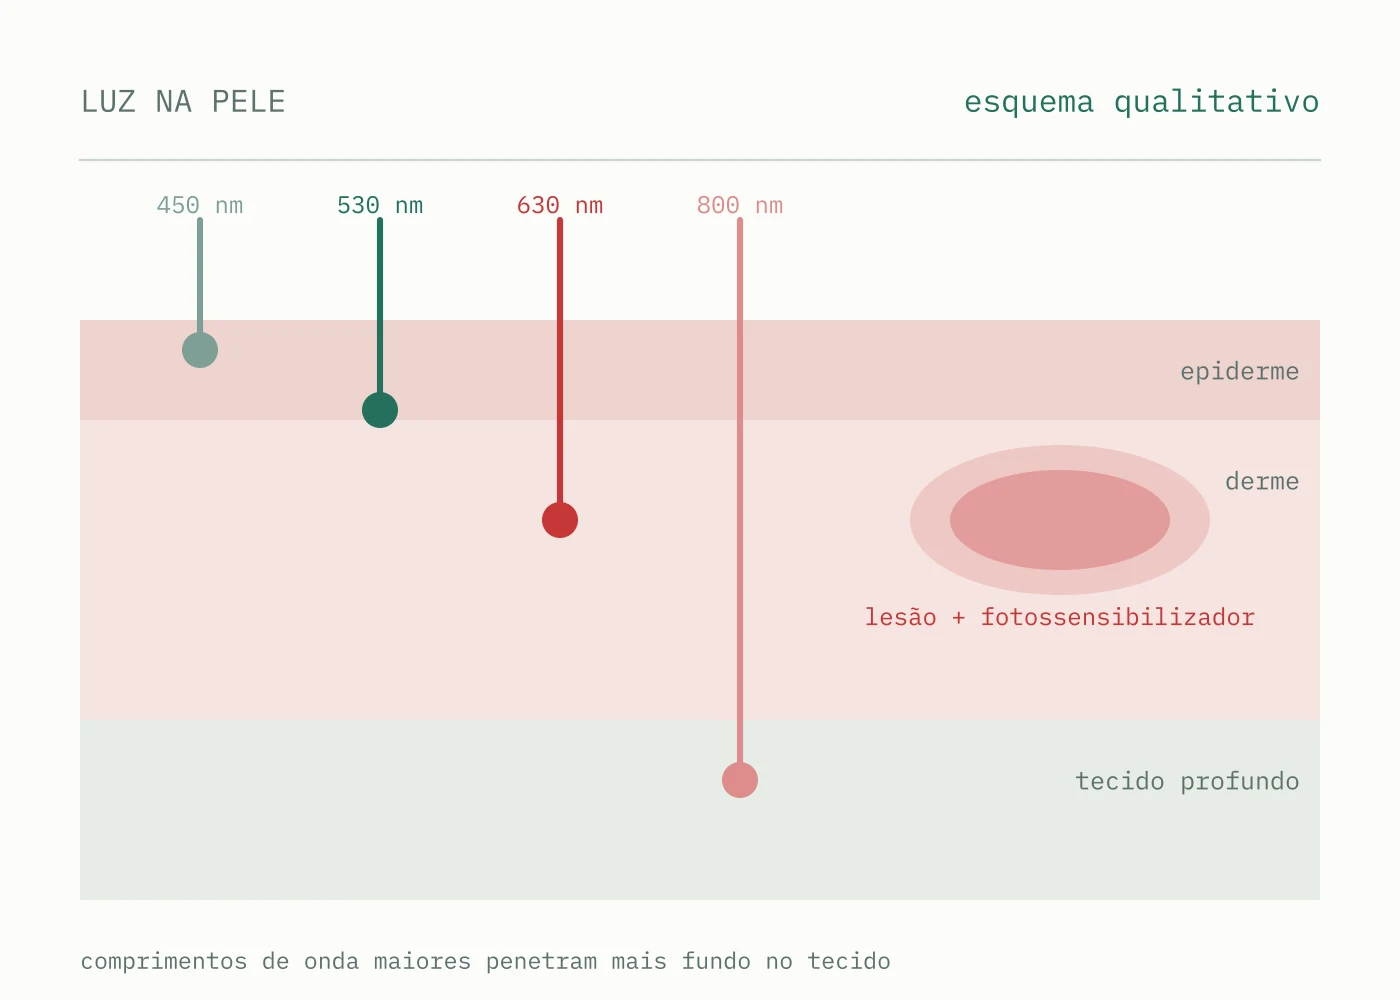 LUZ NA PELE
esquema qualitativo
450 nm
530 nm
630 nm
800 nm
epiderme
derme
lesão + fotossensibilizador
tecido profundo
comprimentos de onda maiores penetram mais fundo no tecido